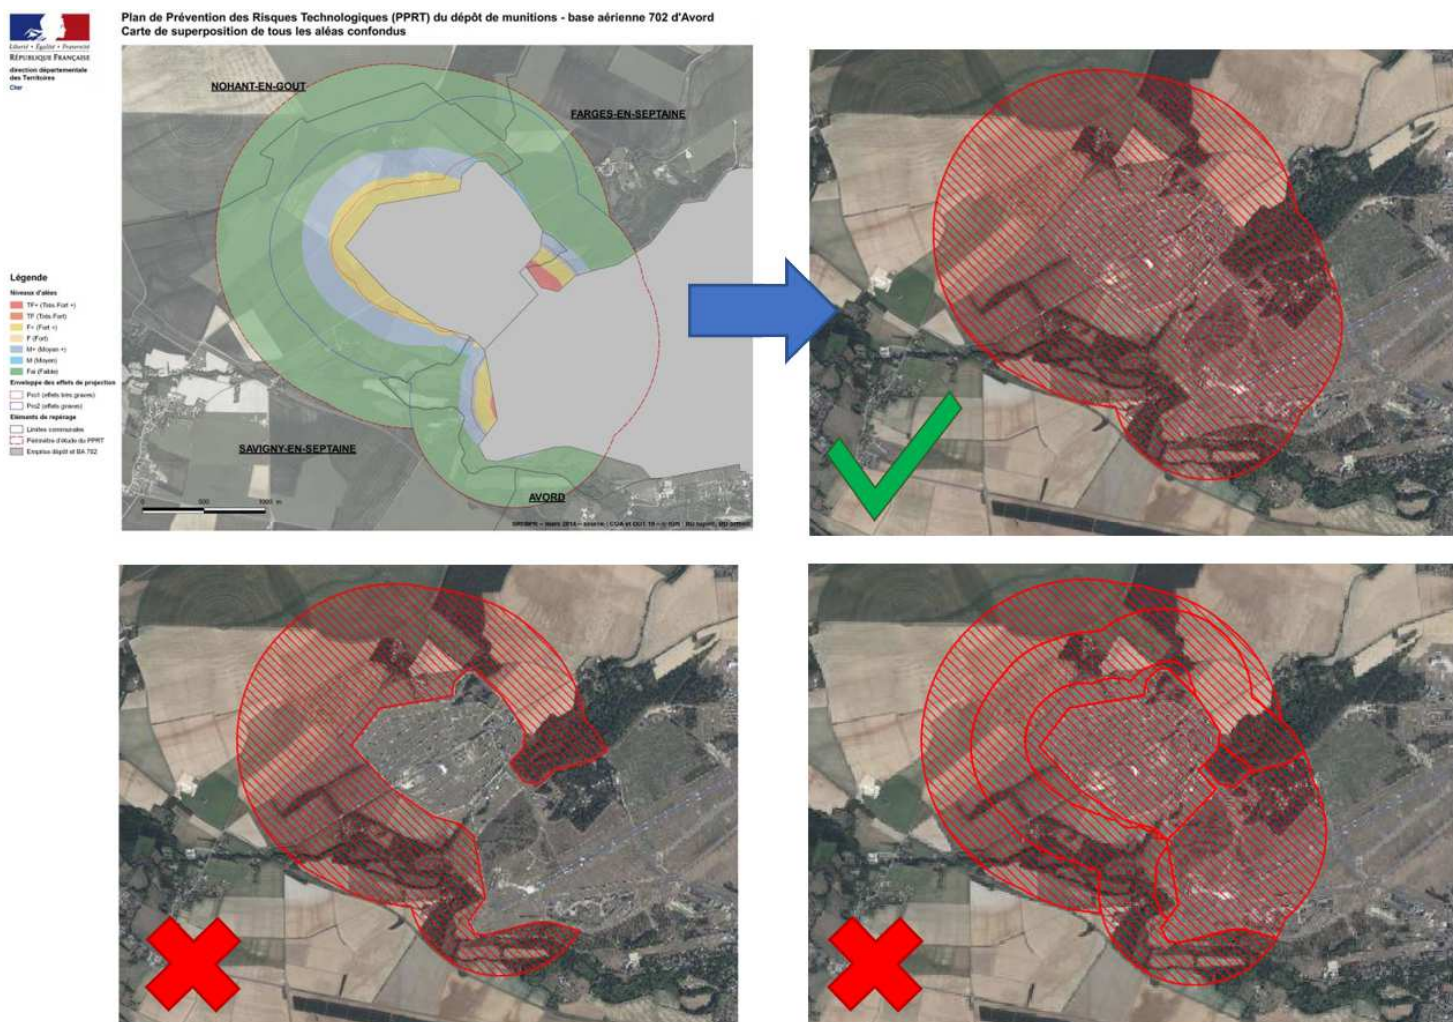 Plan de Prévention des Risques Technologiques (PPRT) du dépôt de munitions - base aérienne 702 d'Avord
Carte de superposition de tous les aléas confondus
Liberté • Égalité • Fraternité
RÉPUBLIQUE FRANÇAISE
direction départementale
des Territoires
Cher
NOHANT-EN-GOUT
FARGES-EN-SEPTAINE
SAVIGNY-EN-SEPTAINE
AVORD
Légende
Niveaux d'aléas
TF+ (Très Fort +)
TF (Très Fort)
F+ (Fort +)
F (Fort)
M+ (Moyen +)
M (Moyen)
Fai (Faible)
Enveloppe des effets de projection
Pro1 (effets très graves)
Pro2 (effets graves)
Eléments de repérage
Limites communales
Périmètre d'étude du PPRT
Emprise dépôt et BA 702
0 500 1000 m